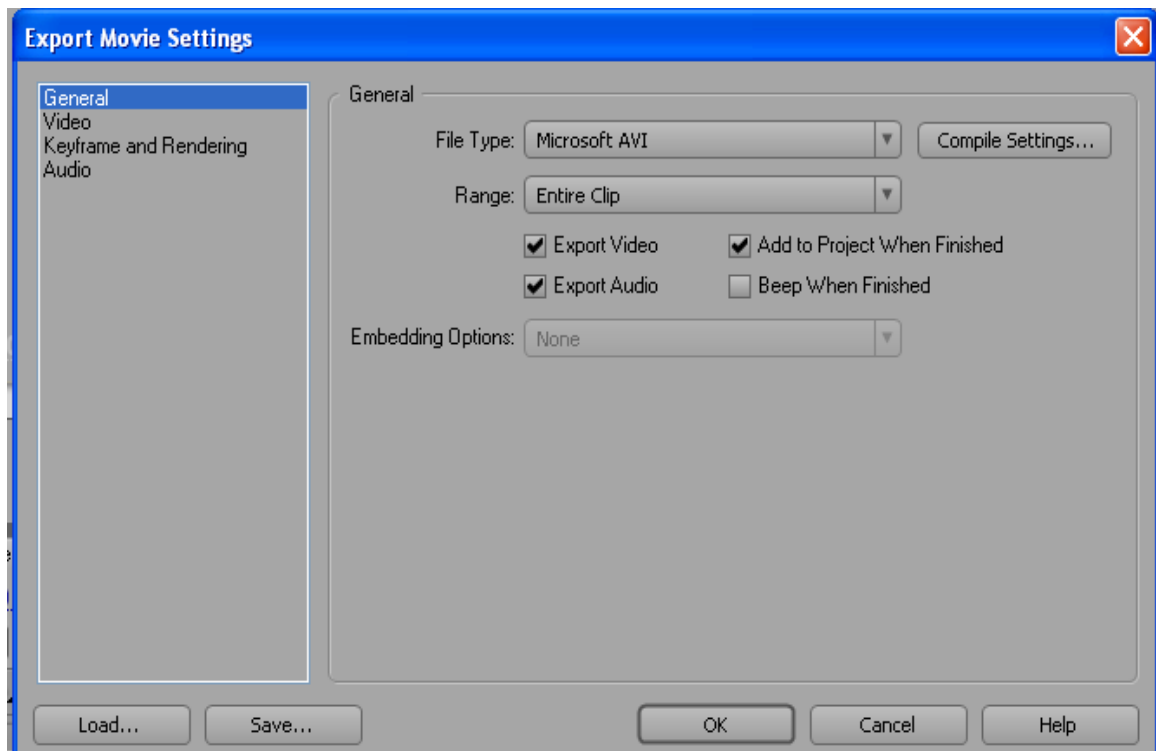 Export Movie Settings
General
Video
Keyframe and Rendering
Audio
General
File Type: Microsoft AVI Compile Settings...
Range: Entire Clip
Export Video Add to Project When Finished
Export Audio Beep When Finished
Embedding Options: None
Load... Save... OK Cancel Help